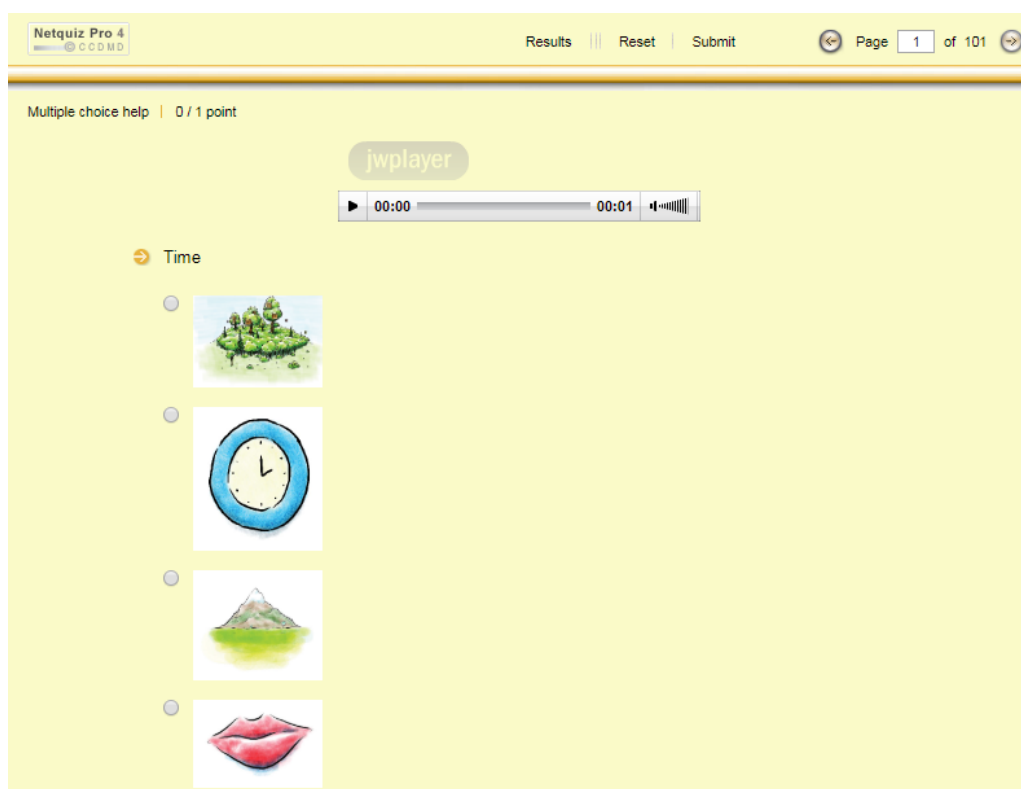 Netquiz Pro 4
© CCDMD
Results Reset Submit Page 1 of 101
Multiple choice help 0 / 1 point
jwplayer
00:00 00:01
Time